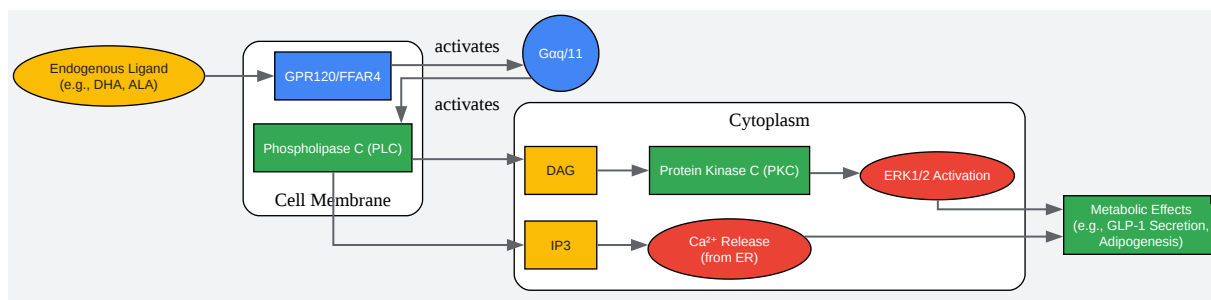 Endogenous Ligand
(e.g., DHA, ALA)
GPR120/FFAR4
activates
Gαq/11
activates
Phospholipase C (PLC)
Cell Membrane
Cytoplasm
DAG
Protein Kinase C (PKC)
ERK1/2 Activation
IP3
Ca²⁺ Release
(from ER)
Metabolic Effects
(e.g., GLP-1 Secretion,
Adipogenesis)